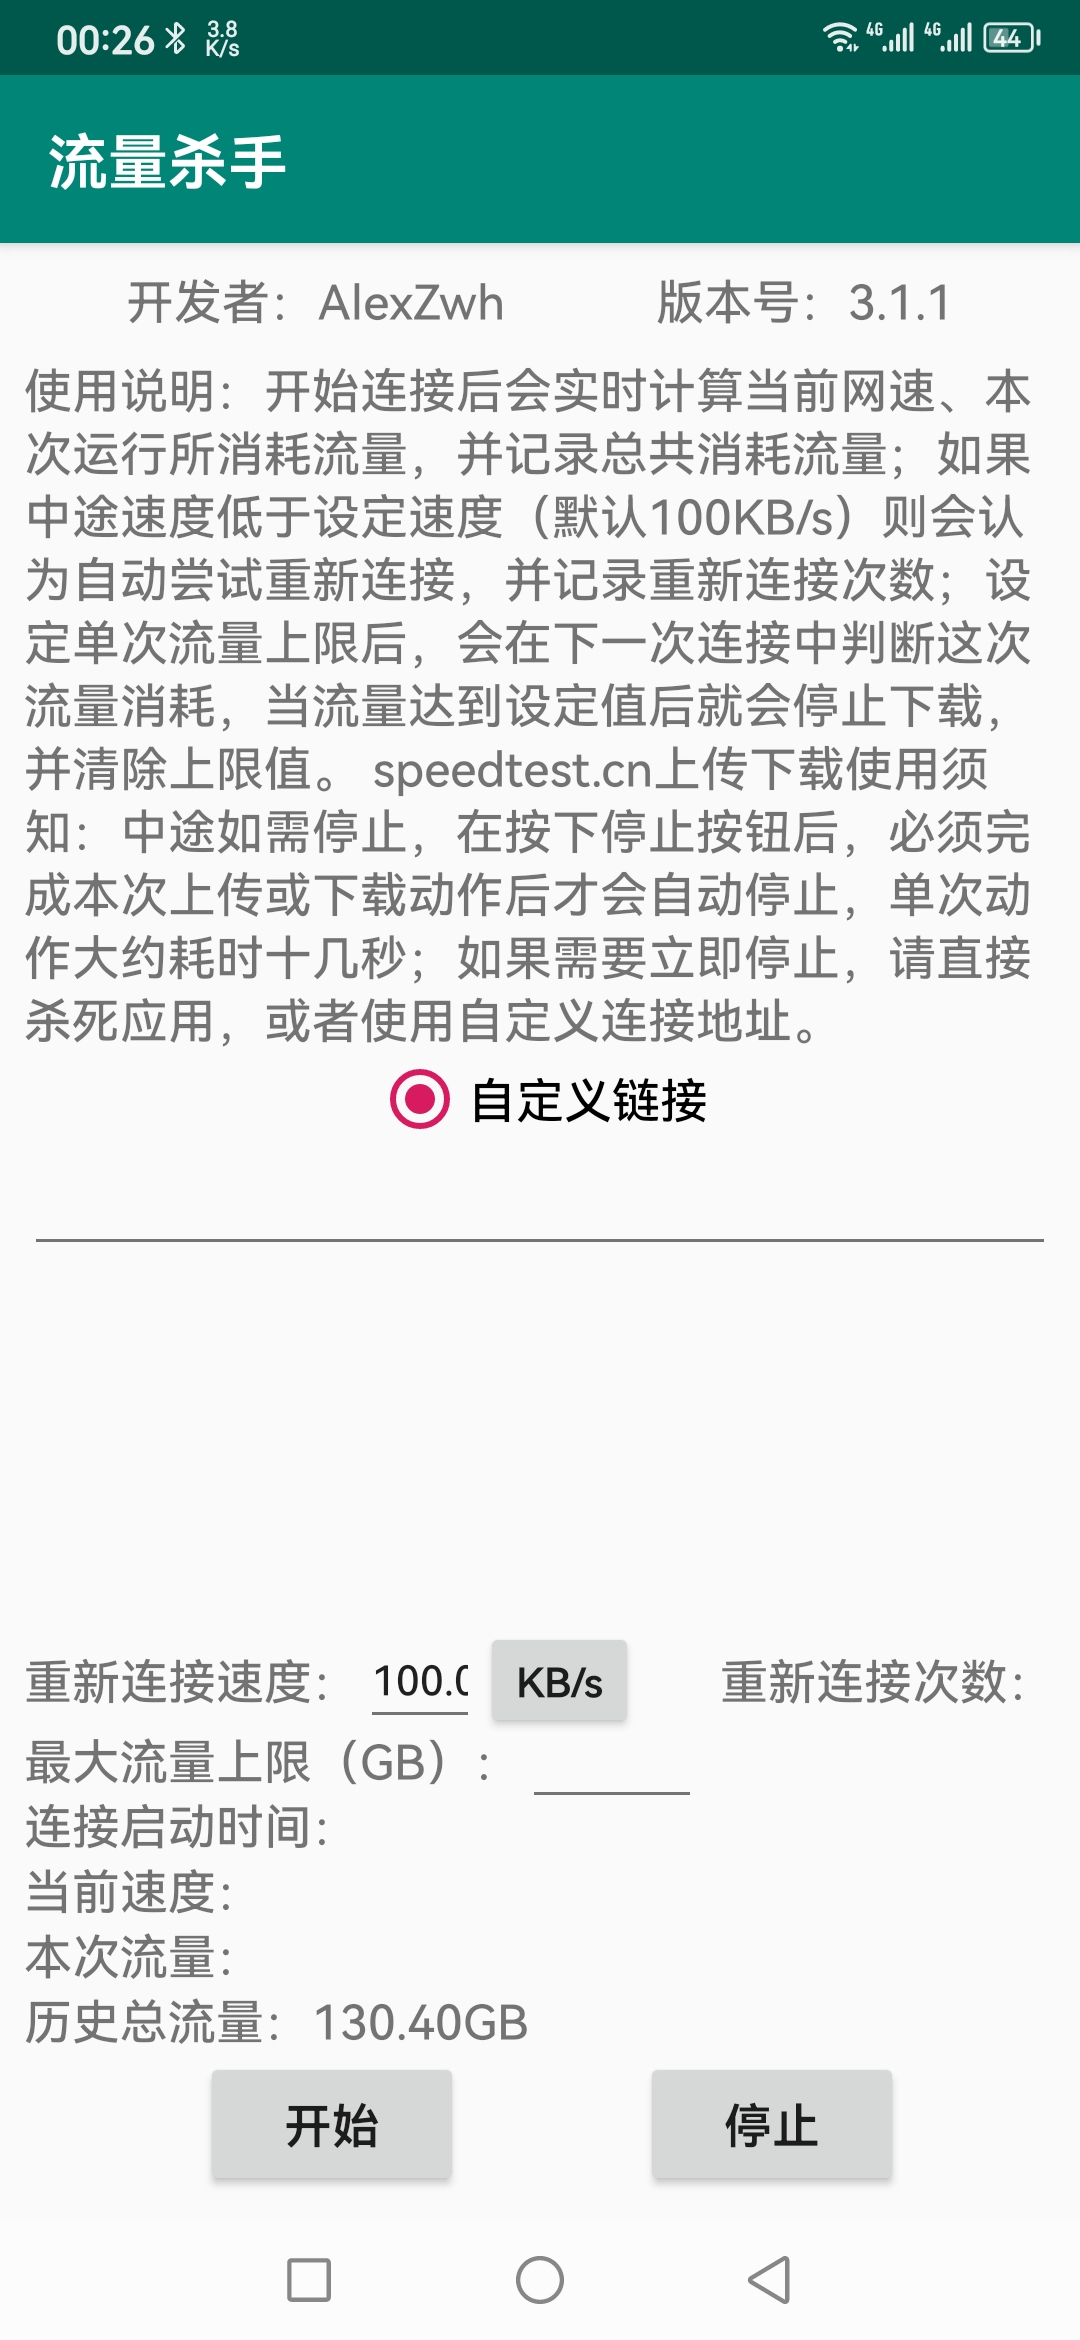 00:26 3.8 K/s 4G 4G 44
流量杀手
开发者：AlexZwh 版本号：3.1.1
使用说明：开始连接后会实时计算当前网速、本
次运行所消耗流量，并记录总共消耗流量；如果
中途速度低于设定速度（默认100KB/s）则会认
为自动尝试重新连接，并记录重新连接次数；设
定单次流量上限后，会在下一次连接中判断这次
流量消耗，当流量达到设定值后就会停止下载，
并清除上限值。 speedtest.cn上传下载使用须
知：中途如需停止，在按下停止按钮后，必须完
成本次上传或下载动作后才会自动停止，单次动
作大约耗时十几秒；如果需要立即停止，请直接
杀死应用，或者使用自定义连接地址。
自定义链接
重新连接速度： 100.0 KB/s 重新连接次数：
最大流量上限（GB）:
连接启动时间：
当前速度：
本次流量：
历史总流量：130.40GB
开始 停止